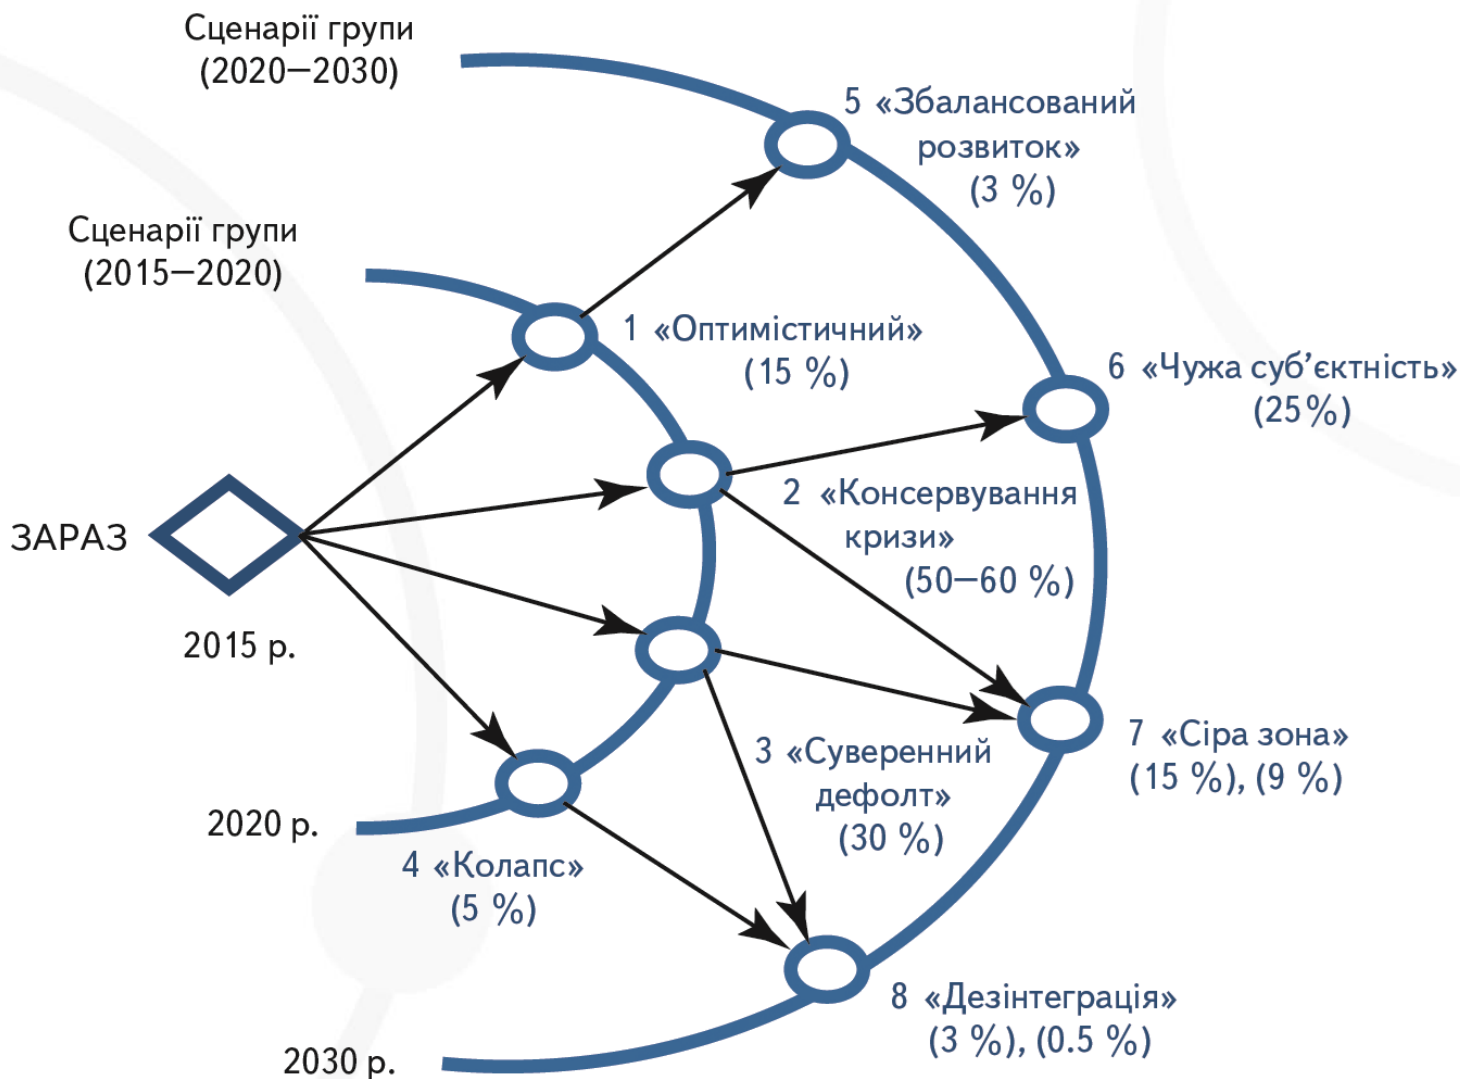 Сценарії групи
(2020—2030)
5 «Збалансований
розвиток»
(3 %)
Сценарії групи
(2015—2020)
1 «Оптимістичний»
(15 %)
6 «Чужа суб’єктність»
(25%)
2 «Консервування
кризи»
(50—60 %)
ЗАРАЗ
2015 р.
7 «Сіра зона»
(15 %), (9 %)
3 «Суверенний
дефолт»
(30 %)
2020 р.
4 «Колапс»
(5 %)
8 «Дезінтеграція»
(3 %), (0.5 %)
2030 р.